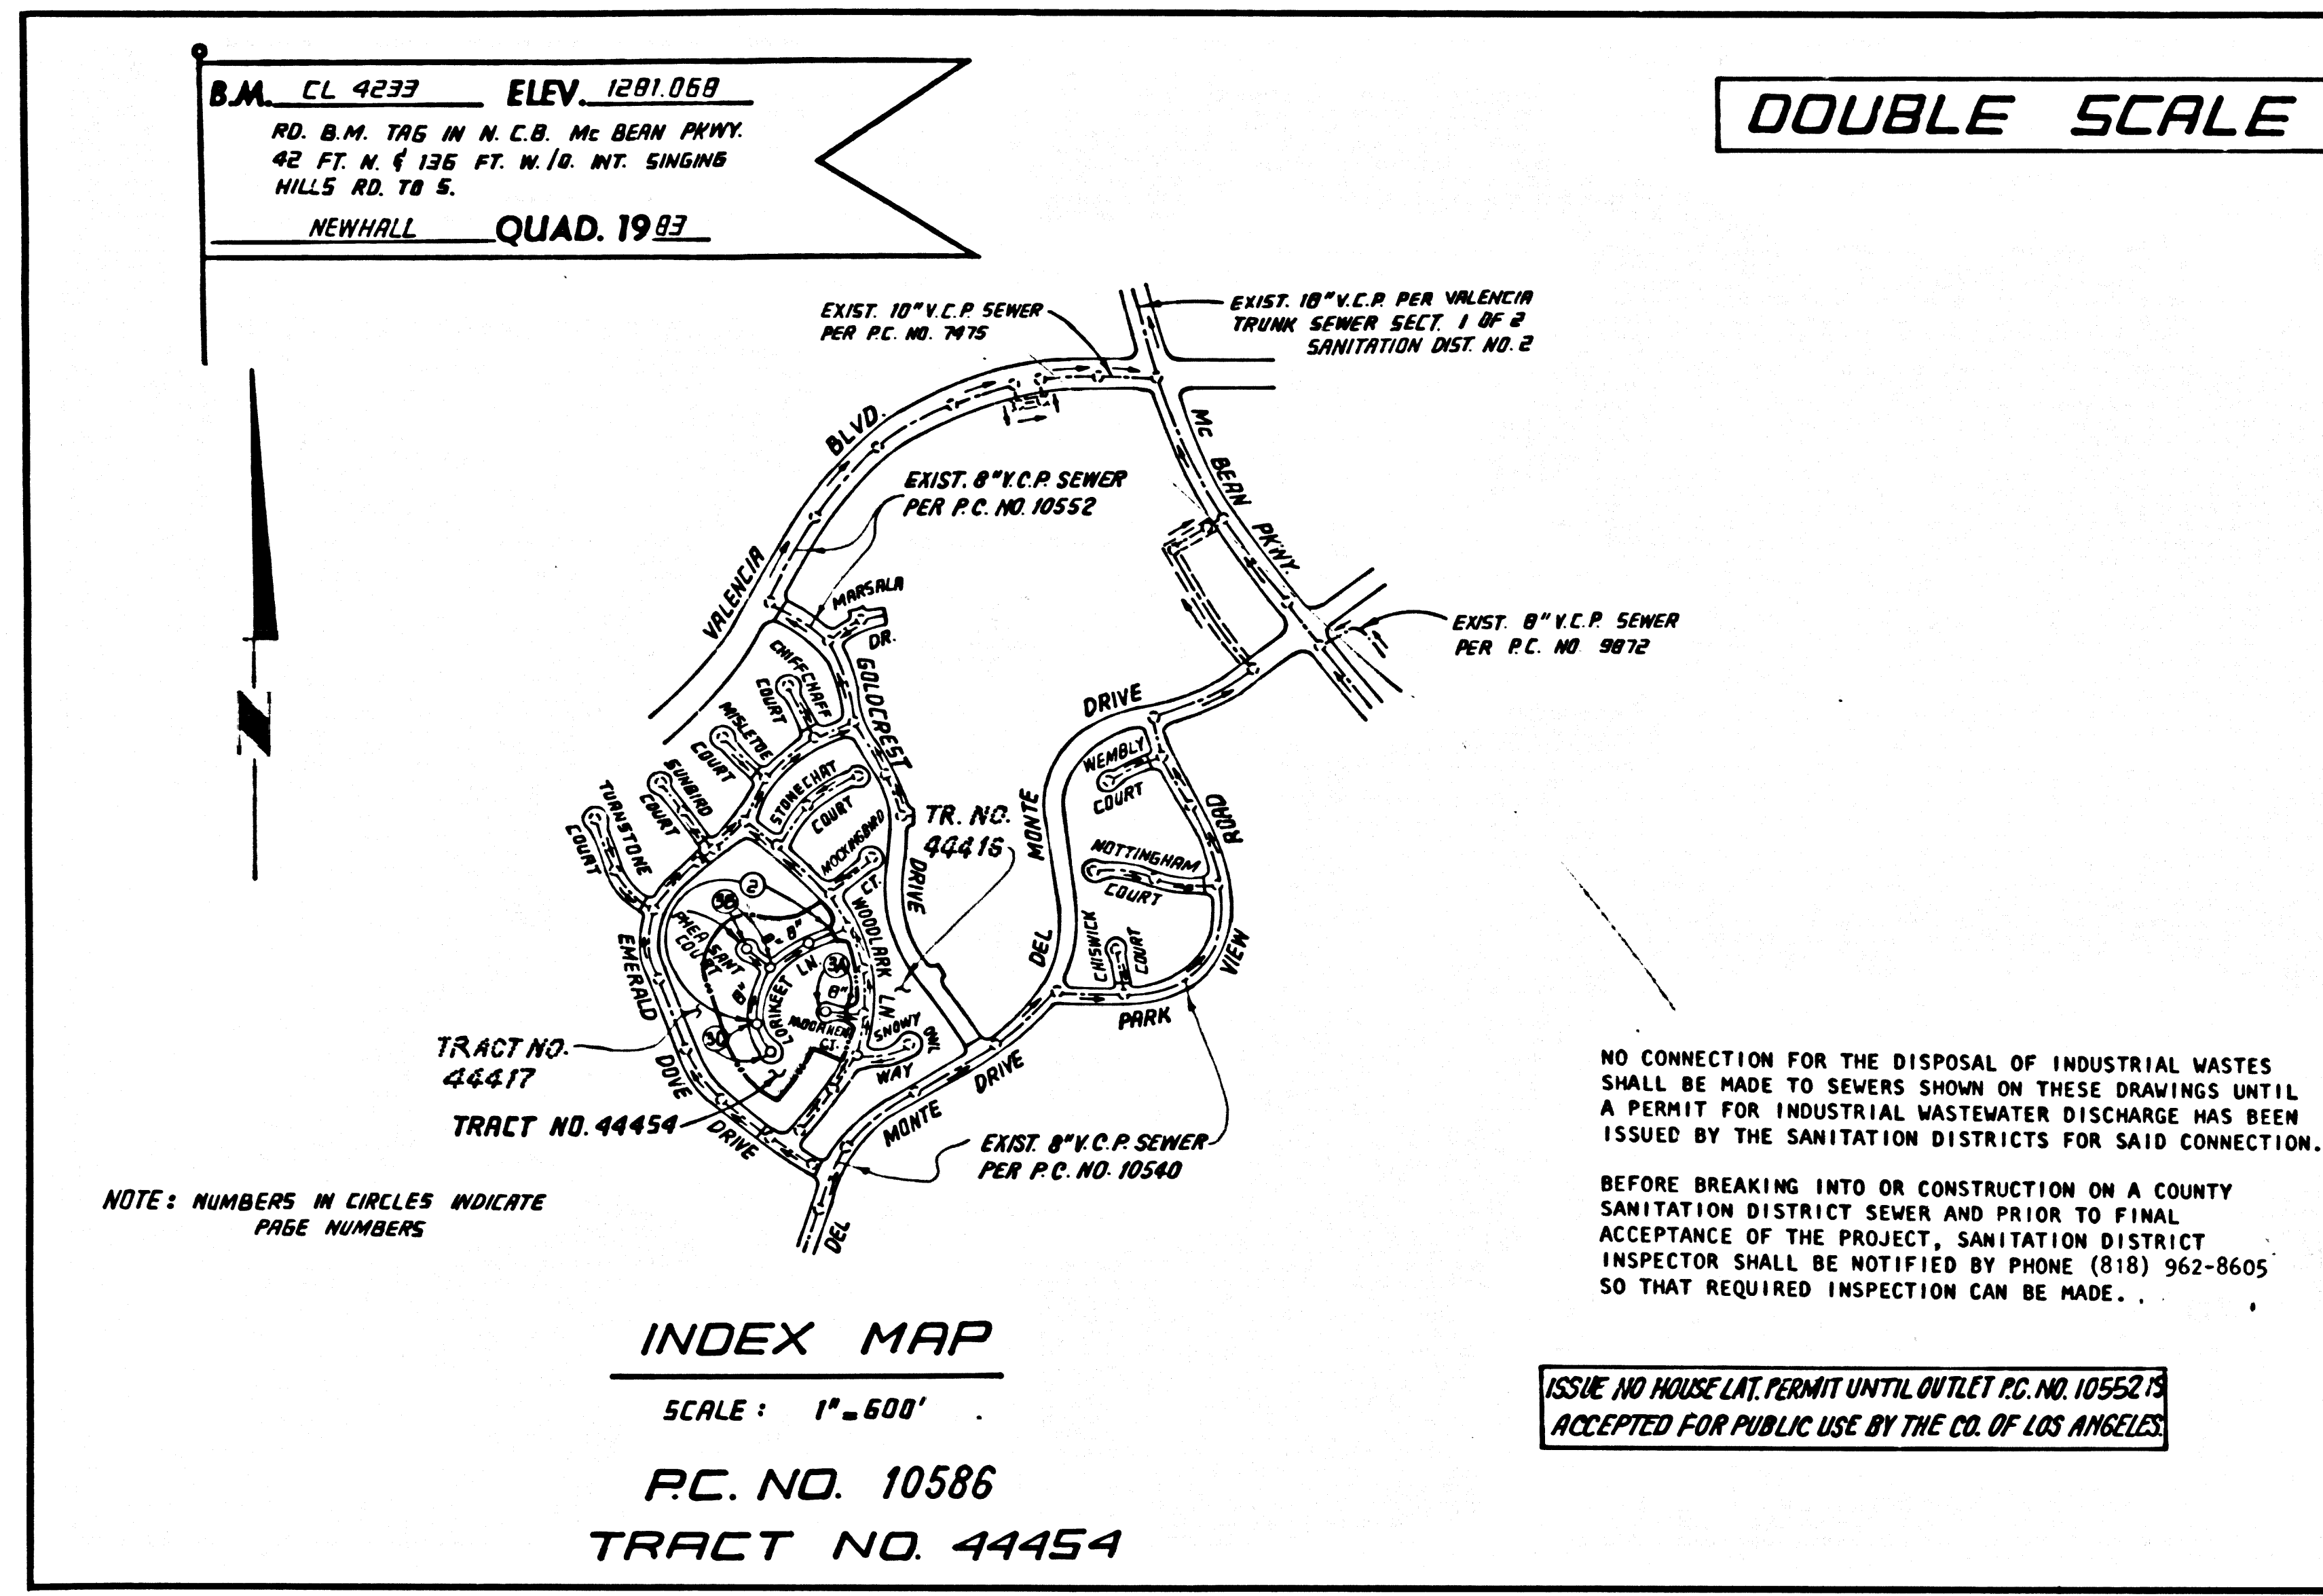 B.M. CL 4233 ELEV. 1281.068
RD. B.M. TAG IN N. C.B. Mc BEAN PKWY.
42 FT. N. & 136 FT. W./O. INT. SINGING
HILLS RD. TO S.
NEWHALL QUAD. 1983
DOUBLE SCALE
EXIST. 10" V.C.P. SEWER
PER P.C. NO. 7475
EXIST. 18" V.C.P. PER VALENCIA
TRUNK SEWER SECT. 1 OF 2
SANITATION DIST. NO. 2
VALENCIA BLVD.
Mc BEAN PKWY.
EXIST. 8" V.C.P. SEWER
PER P.C. NO. 10552
MARSALA
DR.
EXIST. 8" V.C.P. SEWER
PER P.C. NO 9872
N
CHIFFCHAFF
COURT
GOLDCREST
DRIVE
MISLETOE
COURT
SUNBIRD
COURT
TURNSTONE
COURT
STONECHAT
COURT
MOCKINGBIRD
CT.
TR. NO.
44416
DEL MONTE DRIVE
WEMBLY
COURT
NOTTINGHAM
COURT
CHISWICK
COURT
PARK VIEW ROAD
2
3B
PHEASANT
COURT
8"
8"
LORIKEET LN.
3A
8"
MOORHEN
CT.
3C
WOODLARK LN.
SNOWY OWL
WAY
EMERALD DOVE DRIVE
TRACT NO.
44417
TRACT NO. 44454
DEL MONTE DRIVE
EXIST. 8" V.C.P. SEWER
PER P.C. NO. 10540
NOTE: NUMBERS IN CIRCLES INDICATE
PAGE NUMBERS
NO CONNECTION FOR THE DISPOSAL OF INDUSTRIAL WASTES
SHALL BE MADE TO SEWERS SHOWN ON THESE DRAWINGS UNTIL
A PERMIT FOR INDUSTRIAL WASTEWATER DISCHARGE HAS BEEN
ISSUED BY THE SANITATION DISTRICTS FOR SAID CONNECTION.
BEFORE BREAKING INTO OR CONSTRUCTION ON A COUNTY
SANITATION DISTRICT SEWER AND PRIOR TO FINAL
ACCEPTANCE OF THE PROJECT, SANITATION DISTRICT
INSPECTOR SHALL BE NOTIFIED BY PHONE (818) 962-8605
SO THAT REQUIRED INSPECTION CAN BE MADE.
INDEX MAP
SCALE: 1"=600'
P.C. NO. 10586
TRACT NO. 44454
ISSUE NO HOUSE LAT. PERMIT UNTIL OUTLET P.C. NO. 10552 IS
ACCEPTED FOR PUBLIC USE BY THE CO. OF LOS ANGELES.